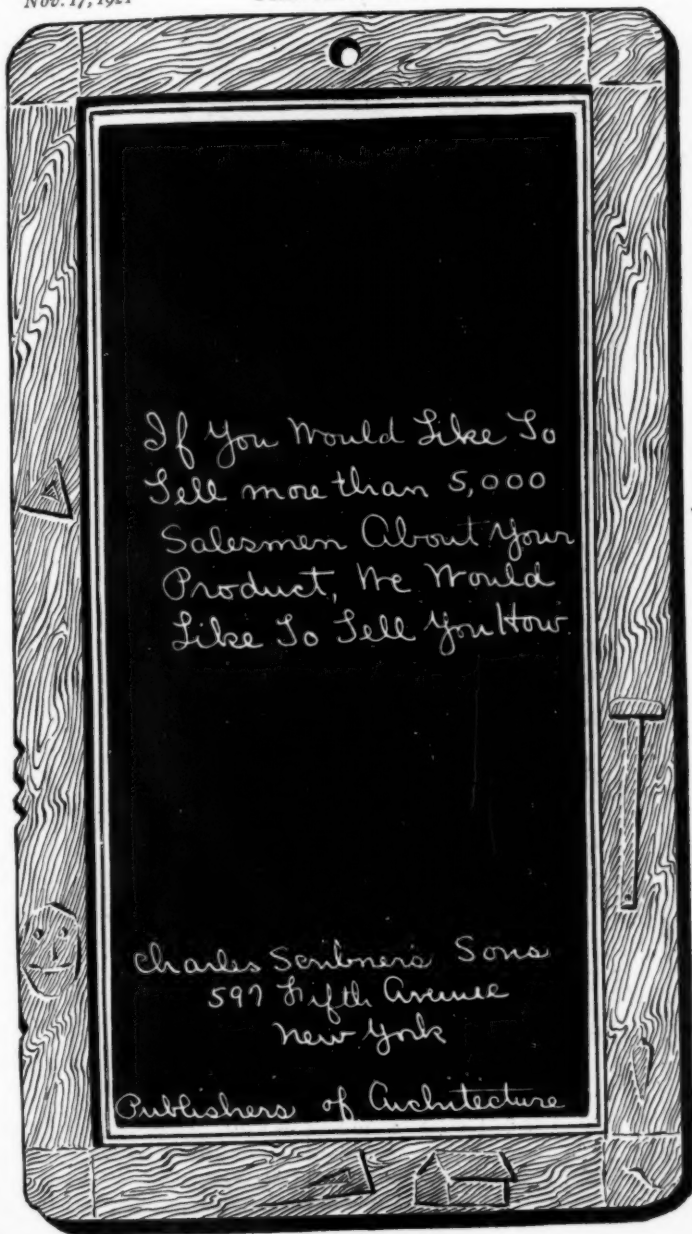 Nov. 17, 1921
If You Would Like To
Tell more than 5,000
Salesmen About Your
Product, We Would
Like To Tell You How
Charles Scribner's Sons
597 Fifth Avenue
New York
Publishers of Architecture